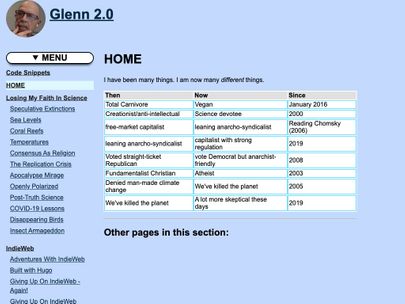 Glenn 2.0
▼ MENU
Code Snippets
HOME
Losing My Faith In Science
Speculative Extinctions
Sea Levels
Coral Reefs
Temperatures
Consensus As Religion
The Replication Crisis
Apocalypse Mirage
Openly Polarized
Post-Truth Science
COVID-19 Lessons
Disappearing Birds
Insect Armageddon
IndieWeb
Adventures With IndieWeb
Built with Hugo
Giving Up On IndieWeb -
Again!
Giving Up On IndieWeb
HOME
I have been many things. I am now many different things.
Then Now Since
Total Carnivore Vegan January 2016
Creationist/anti-intellectual Science devotee 2000
free-market capitalist leaning anarcho-syndicalist Reading Chomsky
(2006)
leaning anarcho-syndicalist capitalist with strong
regulation 2019
Voted straight-ticket
Republican vote Democrat but anarchist-
friendly 2008
Fundamentalist Christian Atheist 2003
Denied man-made climate
change We've killed the planet 2005
We've killed the planet A lot more skeptical these
days 2019
Other pages in this section: